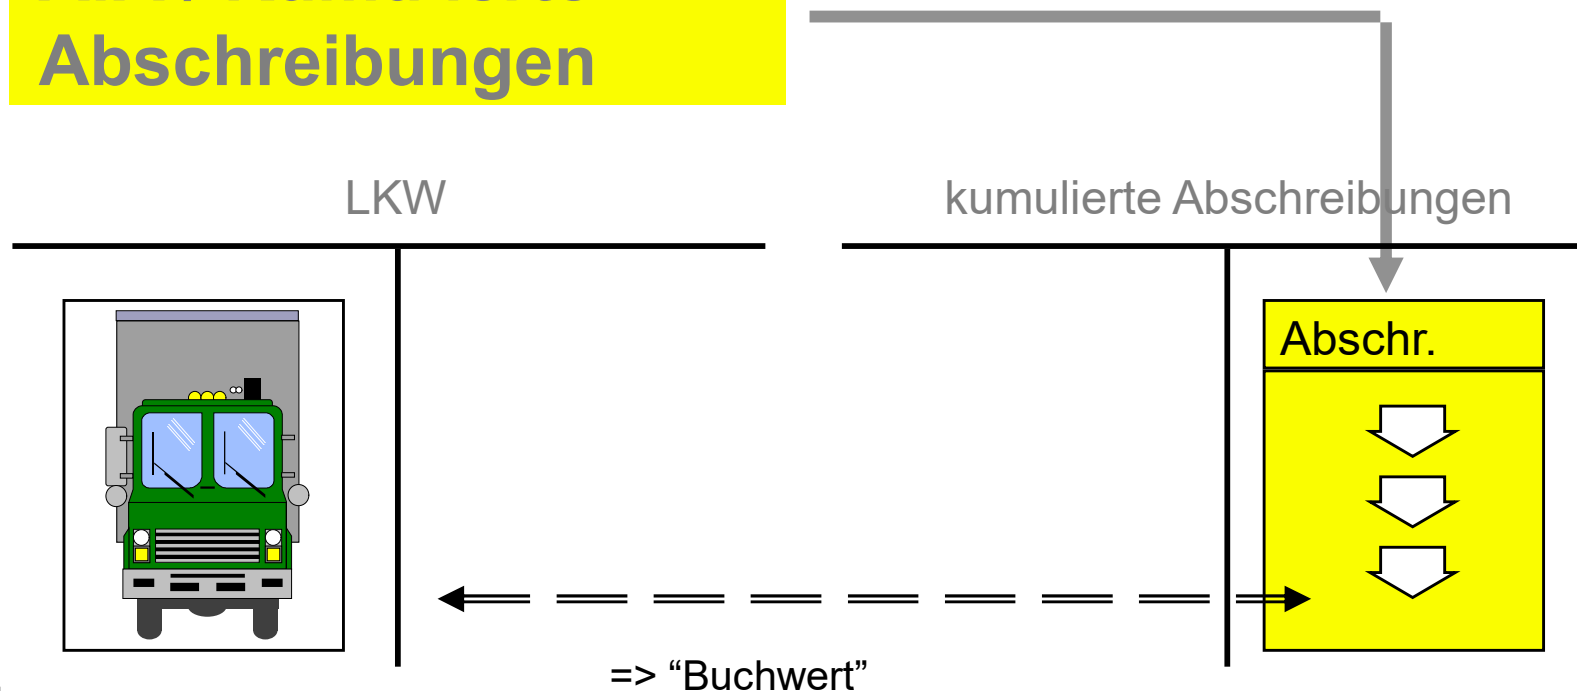 Abschreibungen
LKW
kumulierte Abschreibungen
Abschr.
=> “Buchwert”